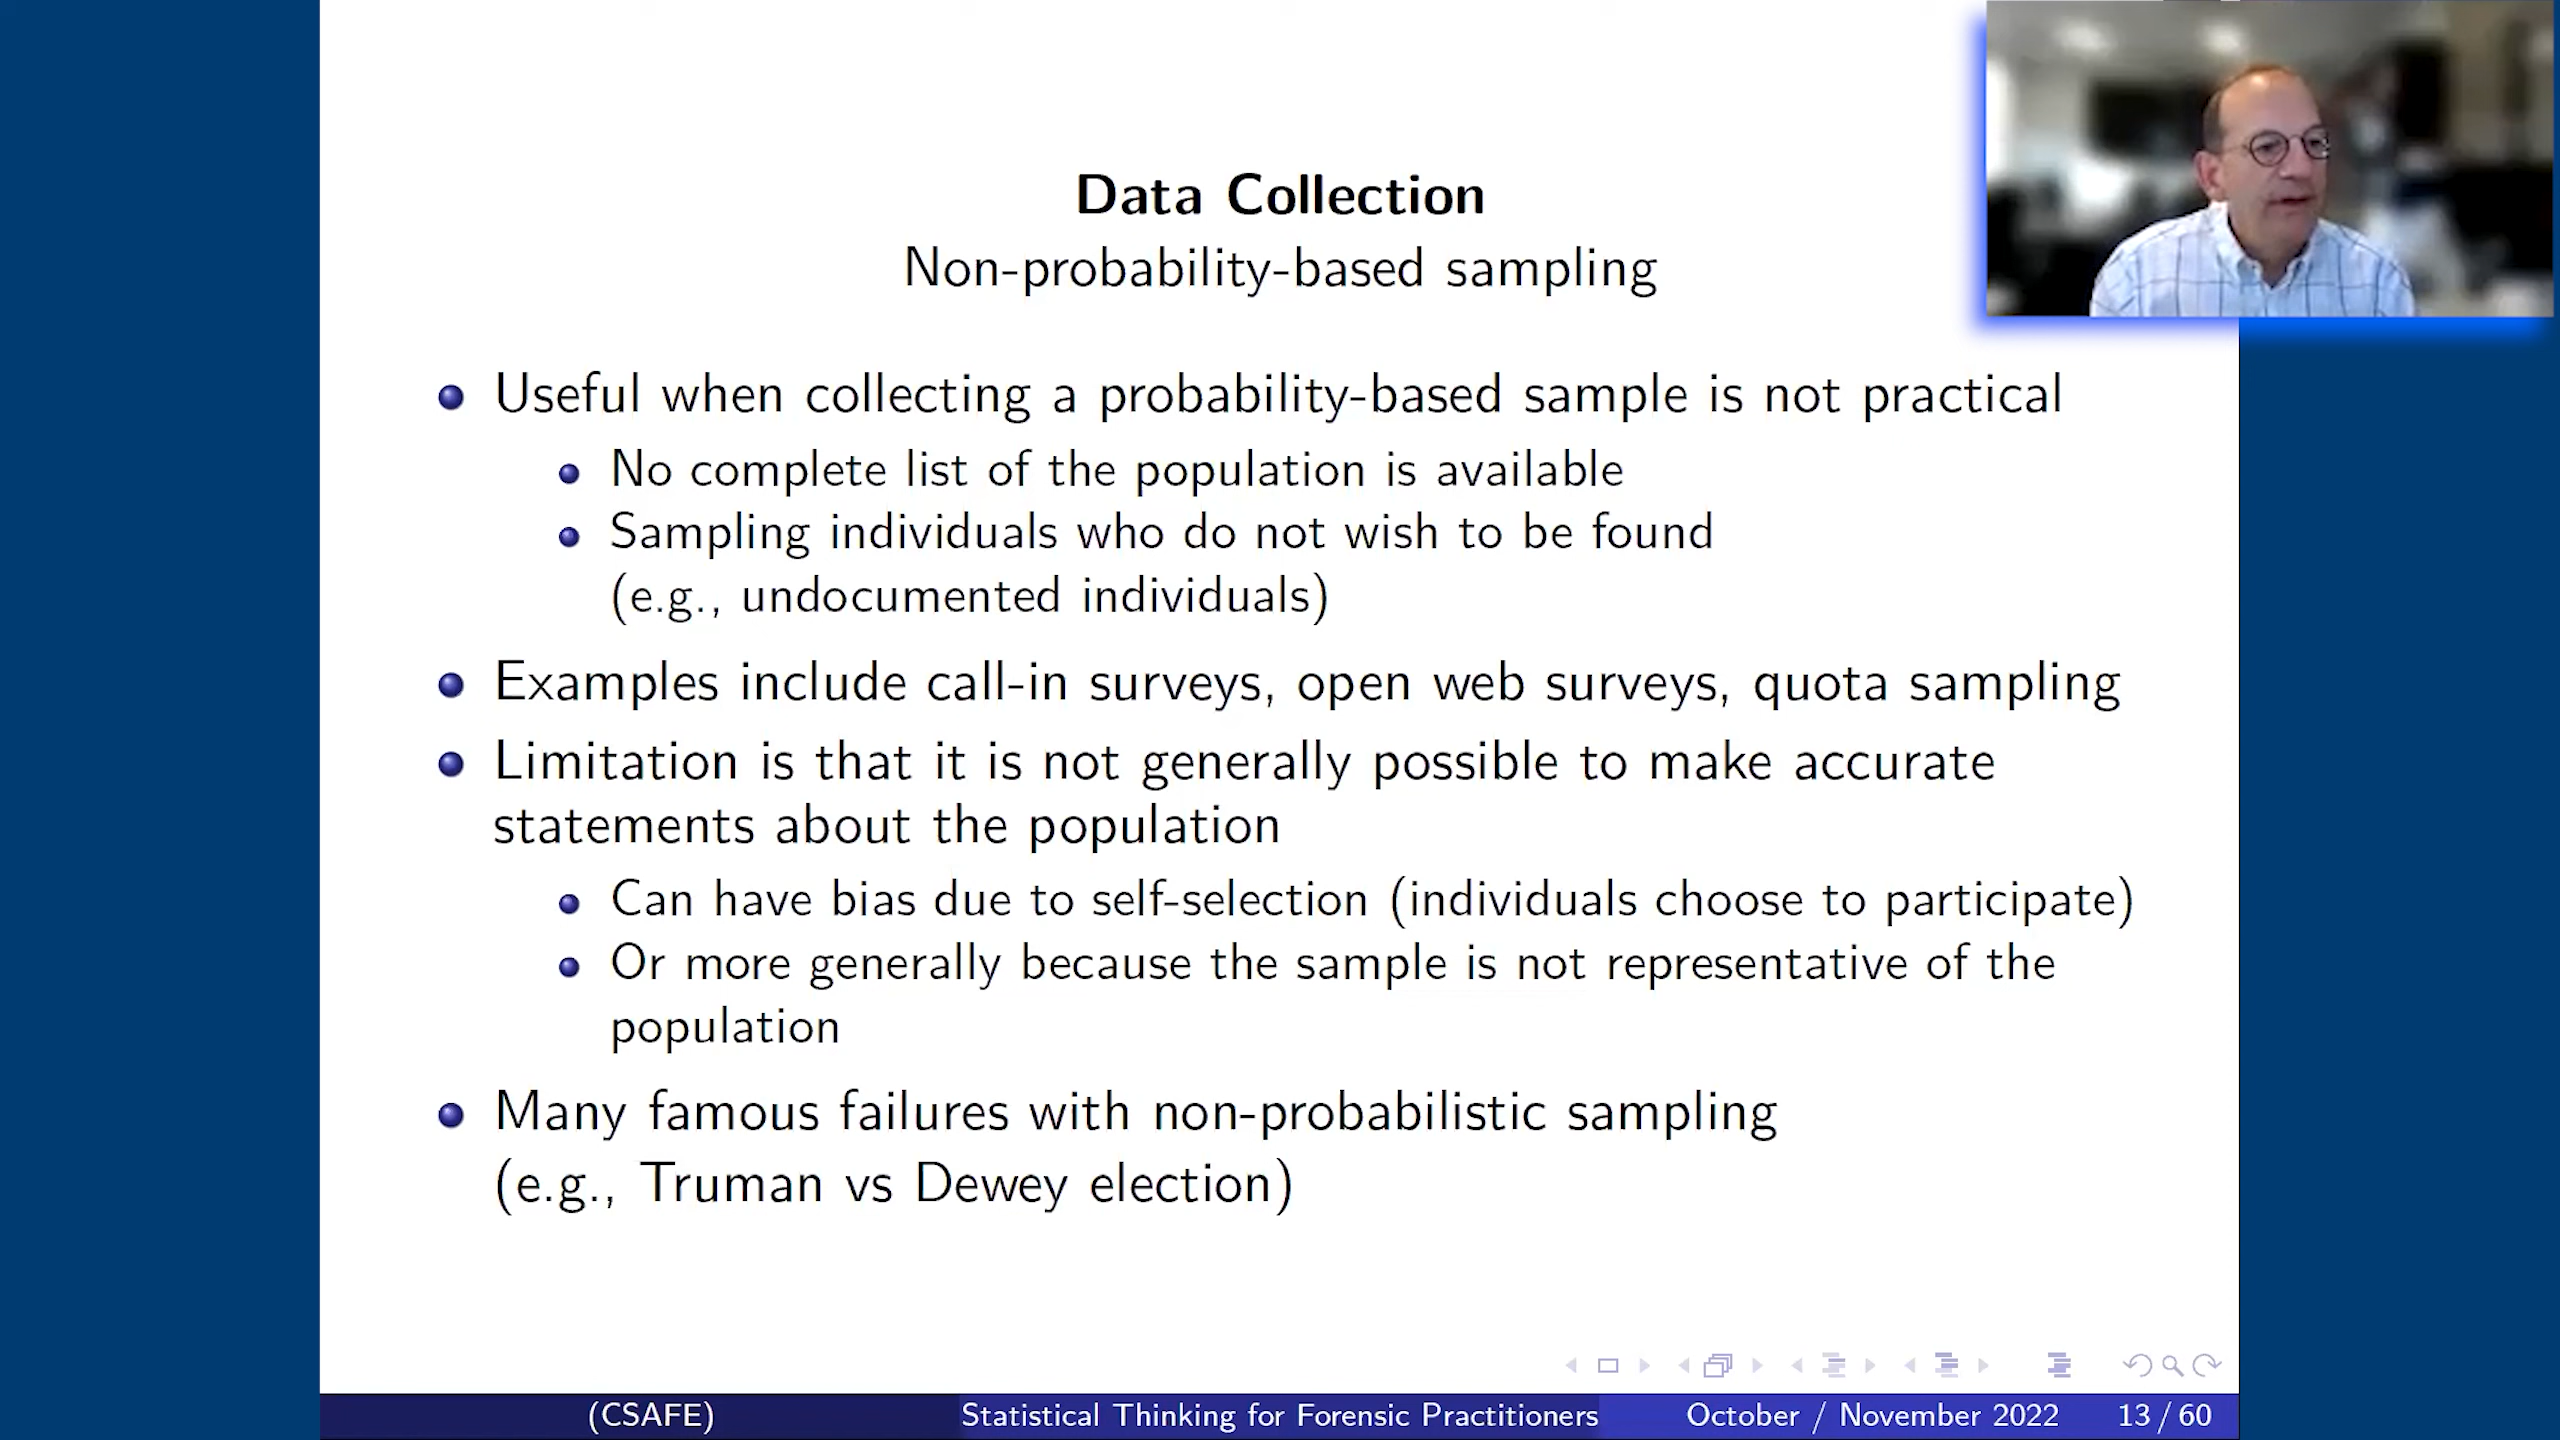 Data Collection
Non-probability-based sampling
Useful when collecting a probability-based sample is not practical
No complete list of the population is available
Sampling individuals who do not wish to be found
(e.g., undocumented individuals)
Examples include call-in surveys, open web surveys, quota sampling
Limitation is that it is not generally possible to make accurate
statements about the population
Can have bias due to self-selection (individuals choose to participate)
Or more generally because the sample is not representative of the
population
Many famous failures with non-probabilistic sampling
(e.g., Truman vs Dewey election)
(CSAFE) Statistical Thinking for Forensic Practitioners October / November 2022 13 / 60